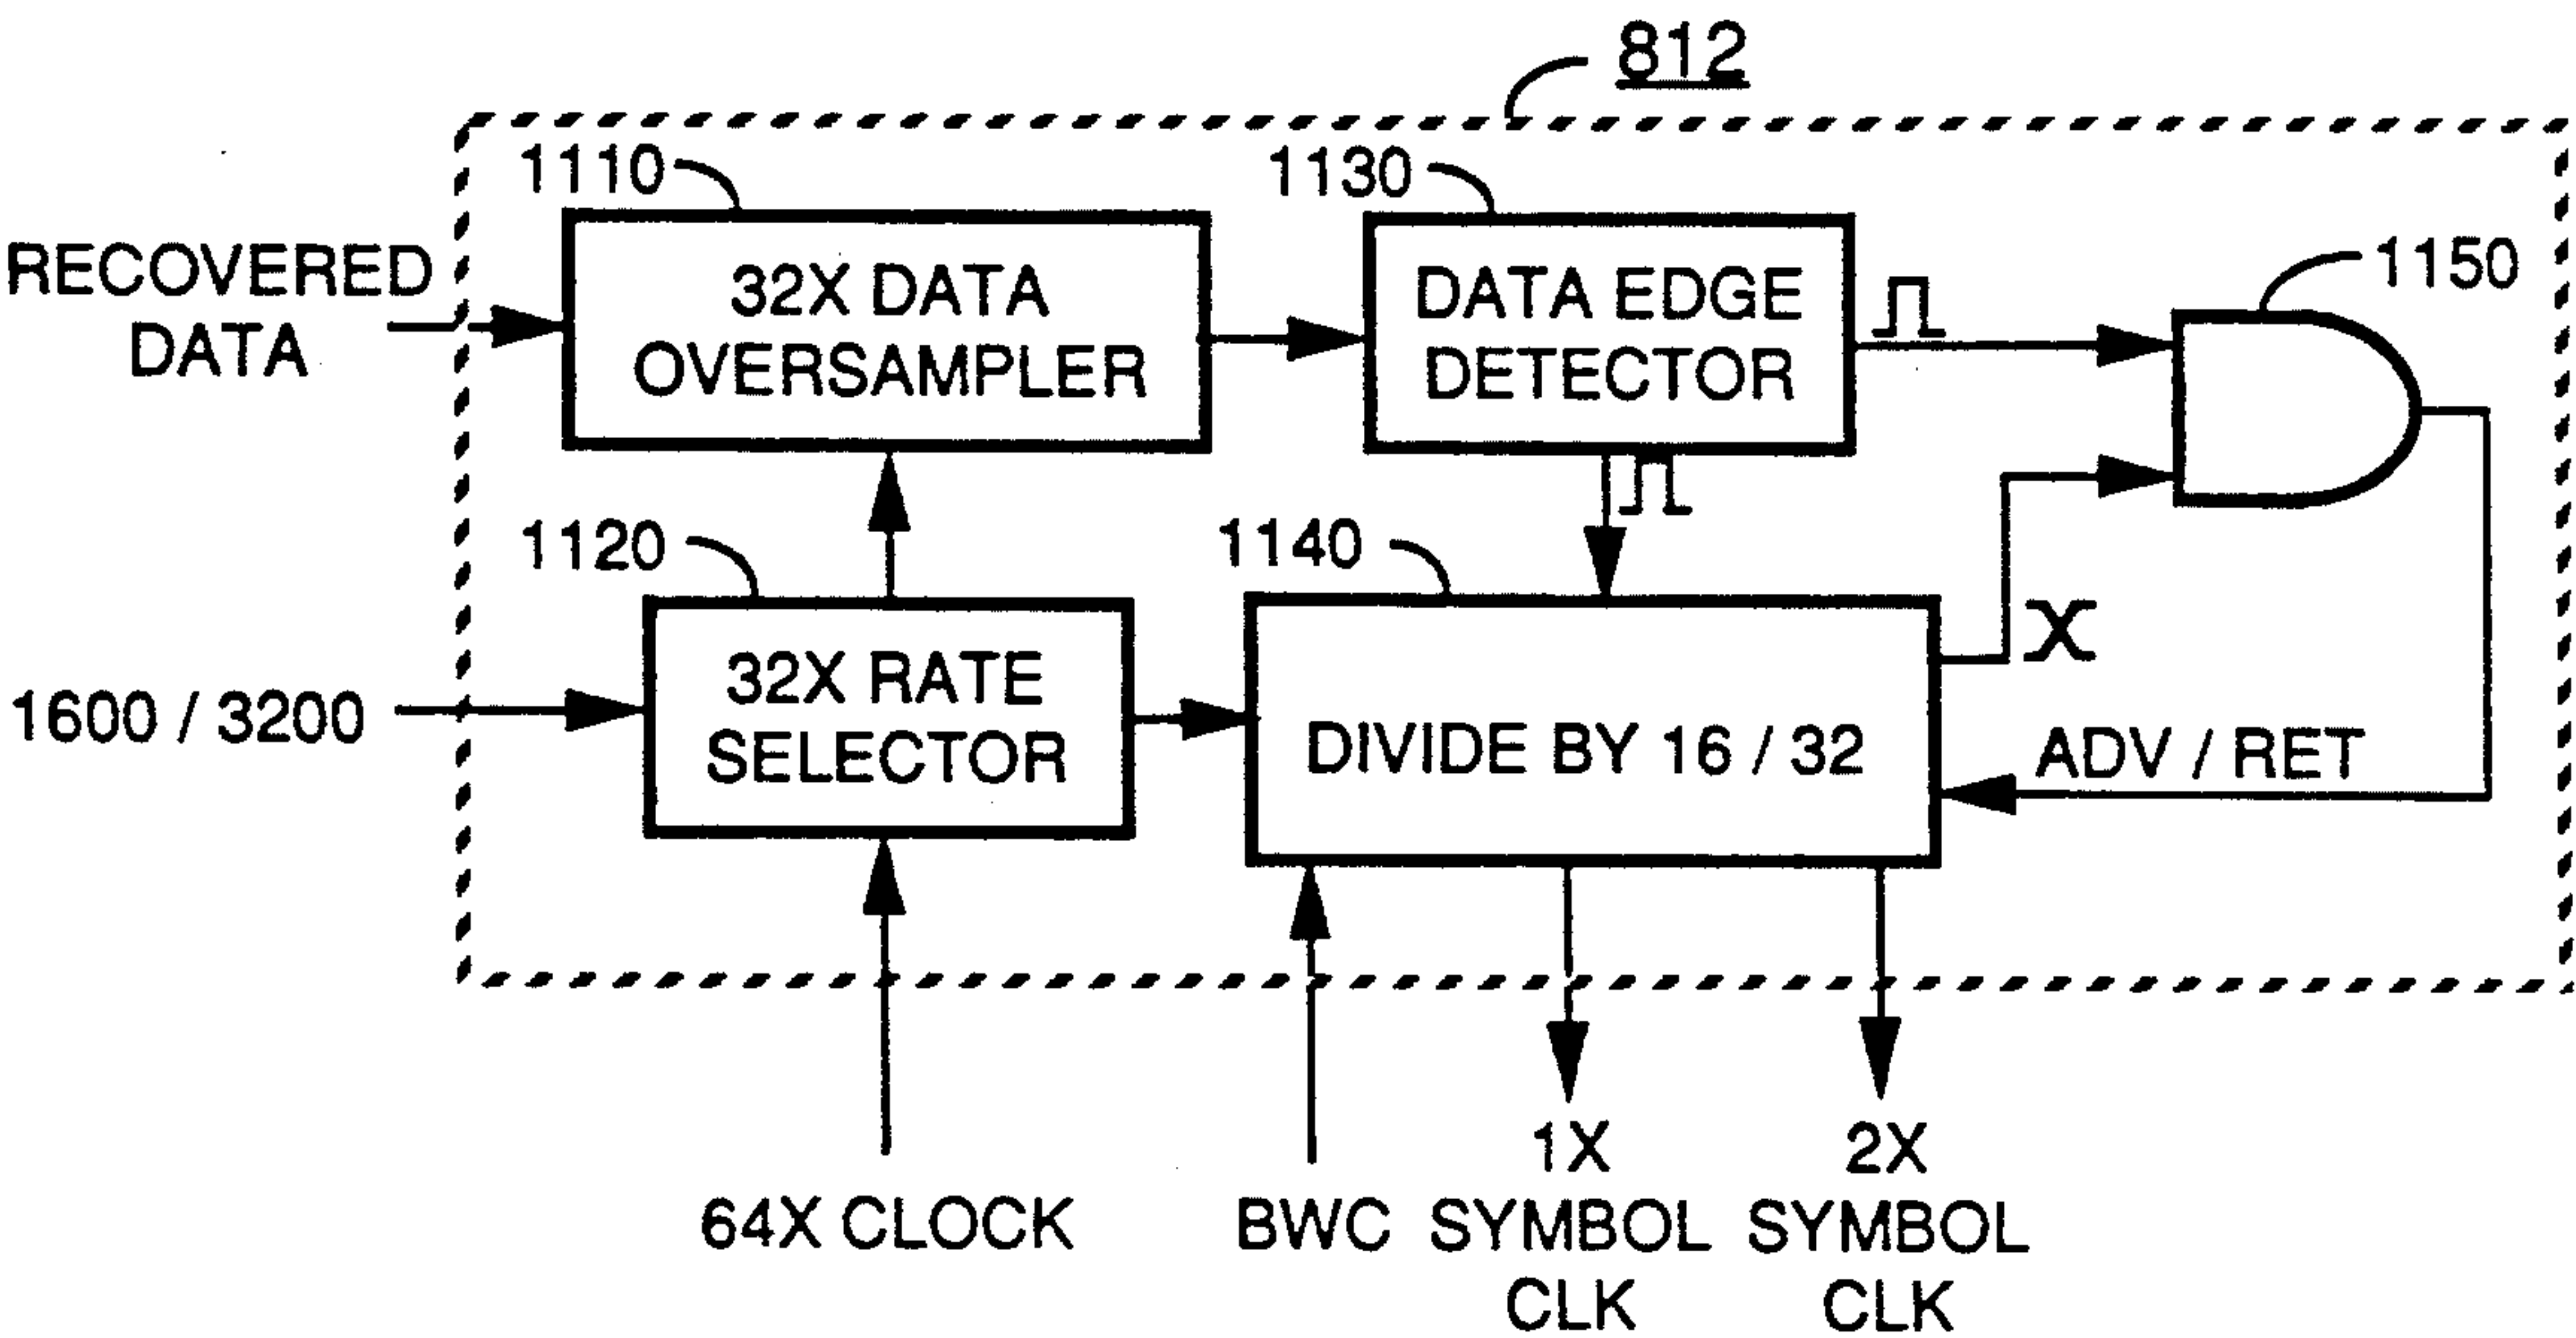 812
1110
1130
1150
RECOVERED
DATA
32X DATA
OVERSAMPLER
DATA EDGE
DETECTOR
1120
1140
1600 / 3200
32X RATE
SELECTOR
DIVIDE BY 16 / 32
ADV / RET
64X CLOCK
BWC
1X
SYMBOL
CLK
2X
SYMBOL
CLK